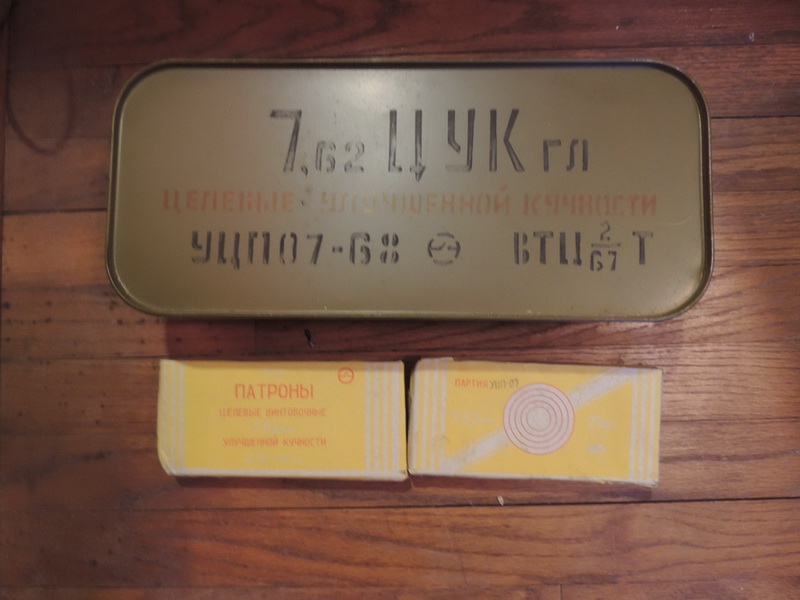 7,62 ЦУК ГЛ
ЦЕЛЕВЫЕ УЛУЧШЕННОЙ КУЧНОСТИ
УЦП07-68 ВТЦ 2/67 Т
ПАТРОНЫ
ЦЕЛЕВЫЕ ВИНТОВОЧНЫЕ
УЛУЧШЕННОЙ КУЧНОСТИ
ПАРТИЯ УЦП-07